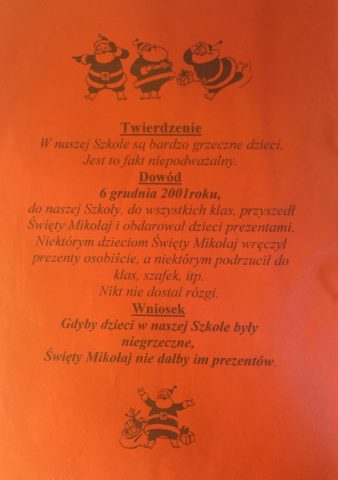 Twierdzenie
W naszej Szkole są bardzo grzeczne dzieci.
Jest to fakt niepodważalny.
Dowód
6 grudnia 2001roku,
do naszej Szkoły, do wszystkich klas, przyszedł
Święty Mikołaj i obdarował dzieci prezentami.
Niektórym dzieciom Święty Mikołaj wręczył
prezenty osobiście, a niektórym podrzucił do
klas, szafek, itp.
Nikt nie dostał rózgi.
Wniosek
Gdyby dzieci w naszej Szkole były
niegrzeczne,
Święty Mikołaj nie dałby im prezentów.